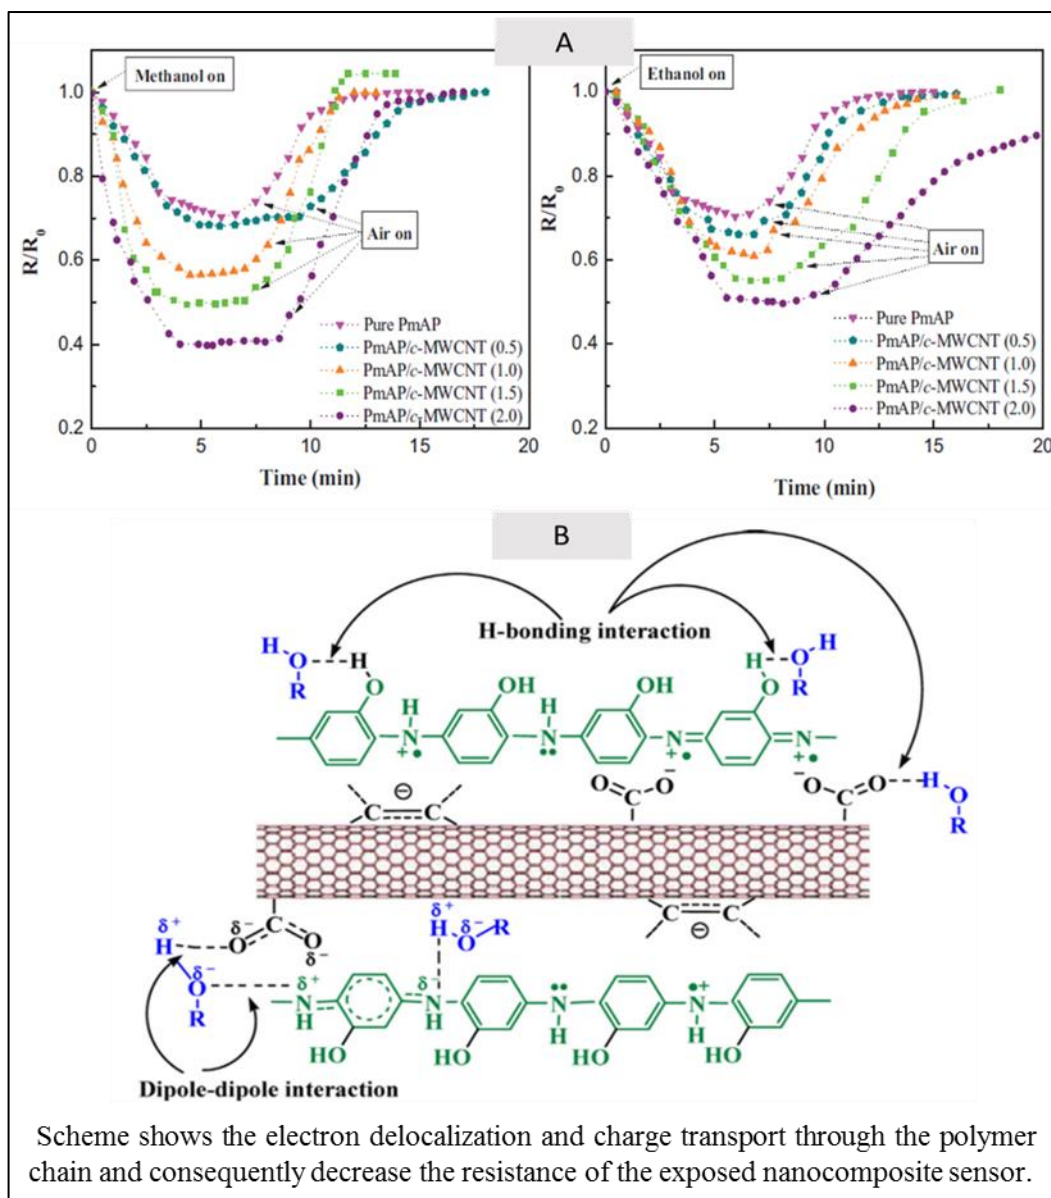 A
Methanol on
1.0
0.8
0.6
0.4
0.2
R/R₀
Air on
Pure PmAP
PmAP/c-MWCNT (0.5)
PmAP/c-MWCNT (1.0)
PmAP/c-MWCNT (1.5)
PmAP/c-MWCNT (2.0)
0 5 10 15 20
Time (min)
Ethanol on
1.0
0.8
0.6
0.4
0.2
R/R₀
Air on
Pure PmAP
PmAP/c-MWCNT (0.5)
PmAP/c-MWCNT (1.0)
PmAP/c-MWCNT (1.5)
PmAP/c-MWCNT (2.0)
0 5 10 15 20
Time (min)
B
H-bonding interaction
H O R H O
H N OH H N OH N H O N
H O H R
C C ⊖
O C O⁻
⁻O C O H O R
δ⁺ H δ⁻ O C O δ⁻
δ⁺ H δ⁻ O R
C C ⊖
δ⁻ O R
δ⁺ N H δ⁻ N H N H N H
HO HO HO HO
Dipole-dipole interaction
Scheme shows the electron delocalization and charge transport through the polymer
chain and consequently decrease the resistance of the exposed nanocomposite sensor.